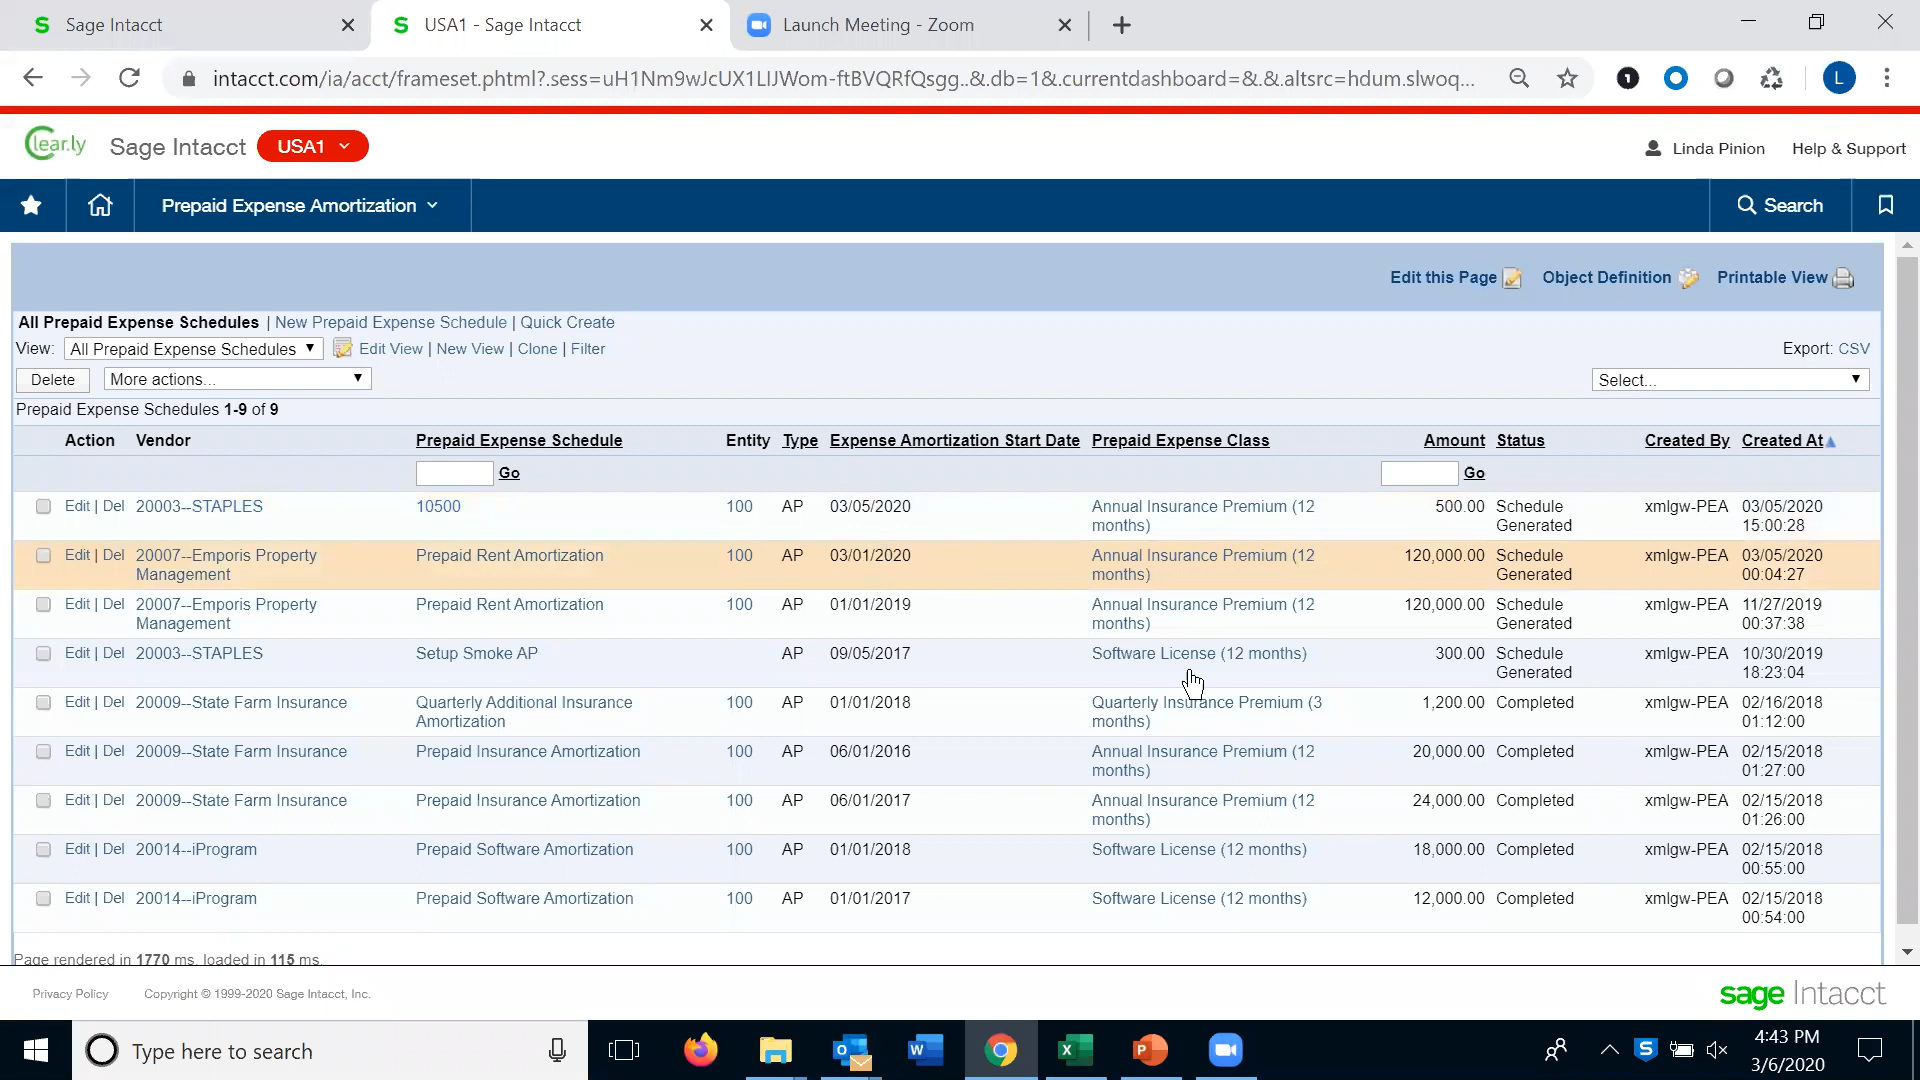 Sage Intacct
USA1 - Sage Intacct
Launch Meeting - Zoom
intacct.com/ia/acct/frameset.phtml?.sess=uH1Nm9wJcUX1LIJWom-ftBVQRfQsgg..&.db=1&.currentdashboard=&.&.altsrc=hdum.slwoq...
L
Clear.ly Sage Intacct USA1
Linda Pinion Help & Support
Prepaid Expense Amortization
Search
Edit this Page Object Definition Printable View
All Prepaid Expense Schedules | New Prepaid Expense Schedule | Quick Create
View: All Prepaid Expense Schedules Edit View | New View | Clone | Filter
Export: CSV
Delete More actions... Select...
Prepaid Expense Schedules 1-9 of 9
Action Vendor Prepaid Expense Schedule Entity Type Expense Amortization Start Date Prepaid Expense Class Amount Status Created By Created At
Go Go
Edit | Del 20003--STAPLES 10500 100 AP 03/05/2020 Annual Insurance Premium (12 500.00 Schedule xmlgw-PEA 03/05/2020
months) Generated 15:00:28
Edit | Del 20007--Emporis Property Prepaid Rent Amortization 100 AP 03/01/2020 Annual Insurance Premium (12 120,000.00 Schedule xmlgw-PEA 03/05/2020
Management months) Generated 00:04:27
Edit | Del 20007--Emporis Property Prepaid Rent Amortization 100 AP 01/01/2019 Annual Insurance Premium (12 120,000.00 Schedule xmlgw-PEA 11/27/2019
Management months) Generated 00:37:38
Edit | Del 20003--STAPLES Setup Smoke AP AP 09/05/2017 Software License (12 months) 300.00 Schedule xmlgw-PEA 10/30/2019
Generated 18:23:04
Edit | Del 20009--State Farm Insurance Quarterly Additional Insurance 100 AP 01/01/2018 Quarterly Insurance Premium (3 1,200.00 Completed xmlgw-PEA 02/16/2018
Amortization months) 01:12:00
Edit | Del 20009--State Farm Insurance Prepaid Insurance Amortization 100 AP 06/01/2016 Annual Insurance Premium (12 20,000.00 Completed xmlgw-PEA 02/15/2018
months) 01:27:00
Edit | Del 20009--State Farm Insurance Prepaid Insurance Amortization 100 AP 06/01/2017 Annual Insurance Premium (12 24,000.00 Completed xmlgw-PEA 02/15/2018
months) 01:26:00
Edit | Del 20014--iProgram Prepaid Software Amortization 100 AP 01/01/2018 Software License (12 months) 18,000.00 Completed xmlgw-PEA 02/15/2018
00:55:00
Edit | Del 20014--iProgram Prepaid Software Amortization 100 AP 01/01/2017 Software License (12 months) 12,000.00 Completed xmlgw-PEA 02/15/2018
00:54:00
Page rendered in 1770 ms, loaded in 115 ms.
Privacy Policy Copyright © 1999-2020 Sage Intacct, Inc.
sage Intacct
Type here to search
4:43 PM
3/6/2020